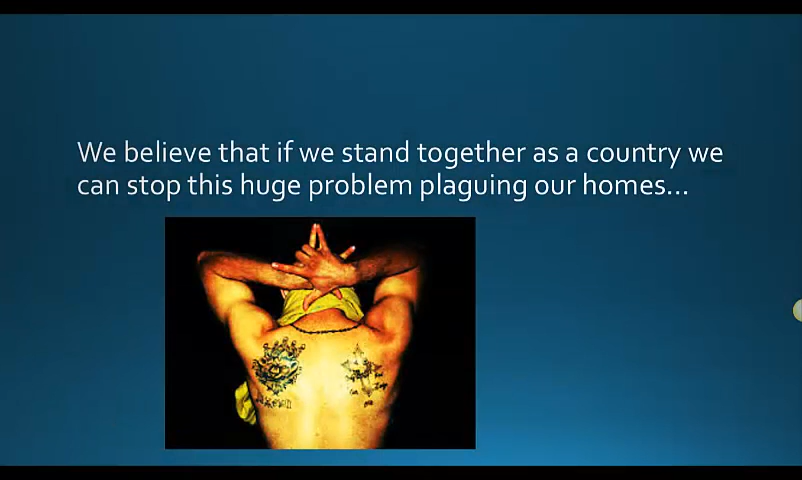 We believe that if we stand together as a country we
can stop this huge problem plaguing our homes...